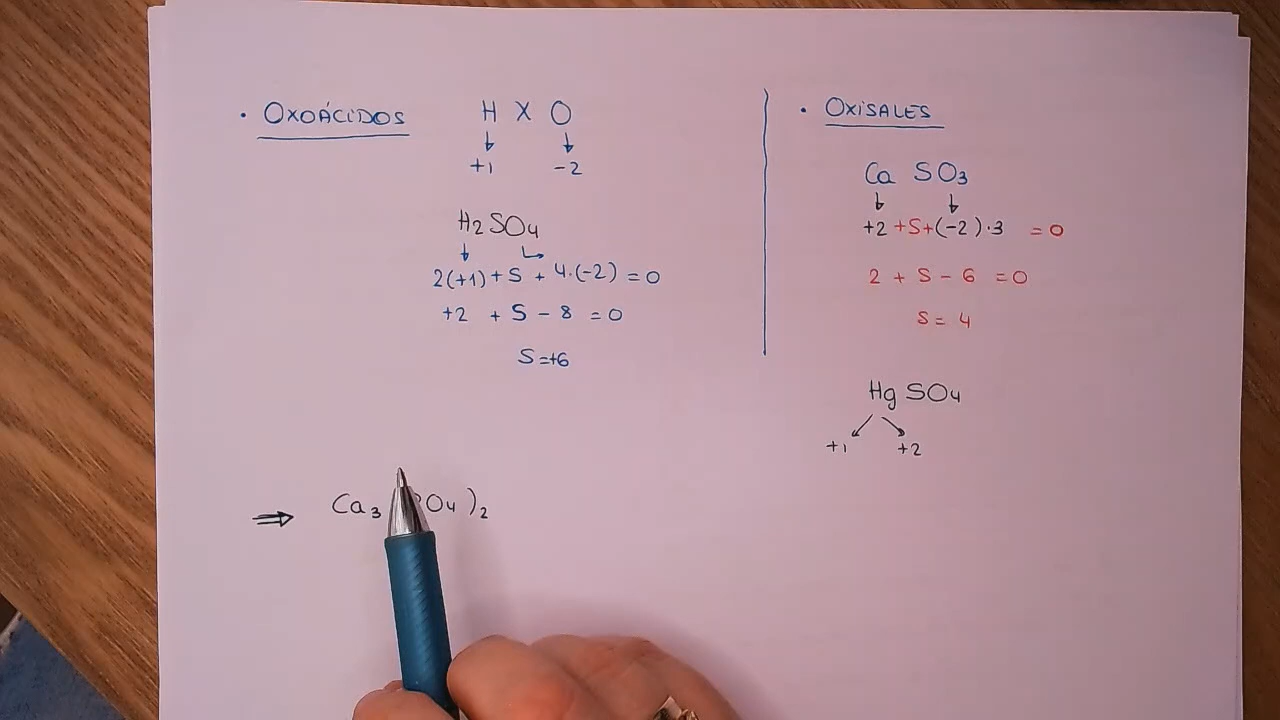 • OXOÁCIDOS
H X O
+1 -2
H2SO4
2(+1)+S + 4·(-2) = 0
+2 + S - 8 = 0
S=+6
• OXISALES
Ca SO3
+2+S+(-2)·3 = 0
2 + S - 6 = 0
S = 4
Hg SO4
+1 +2
⇒ Ca3 O4)2